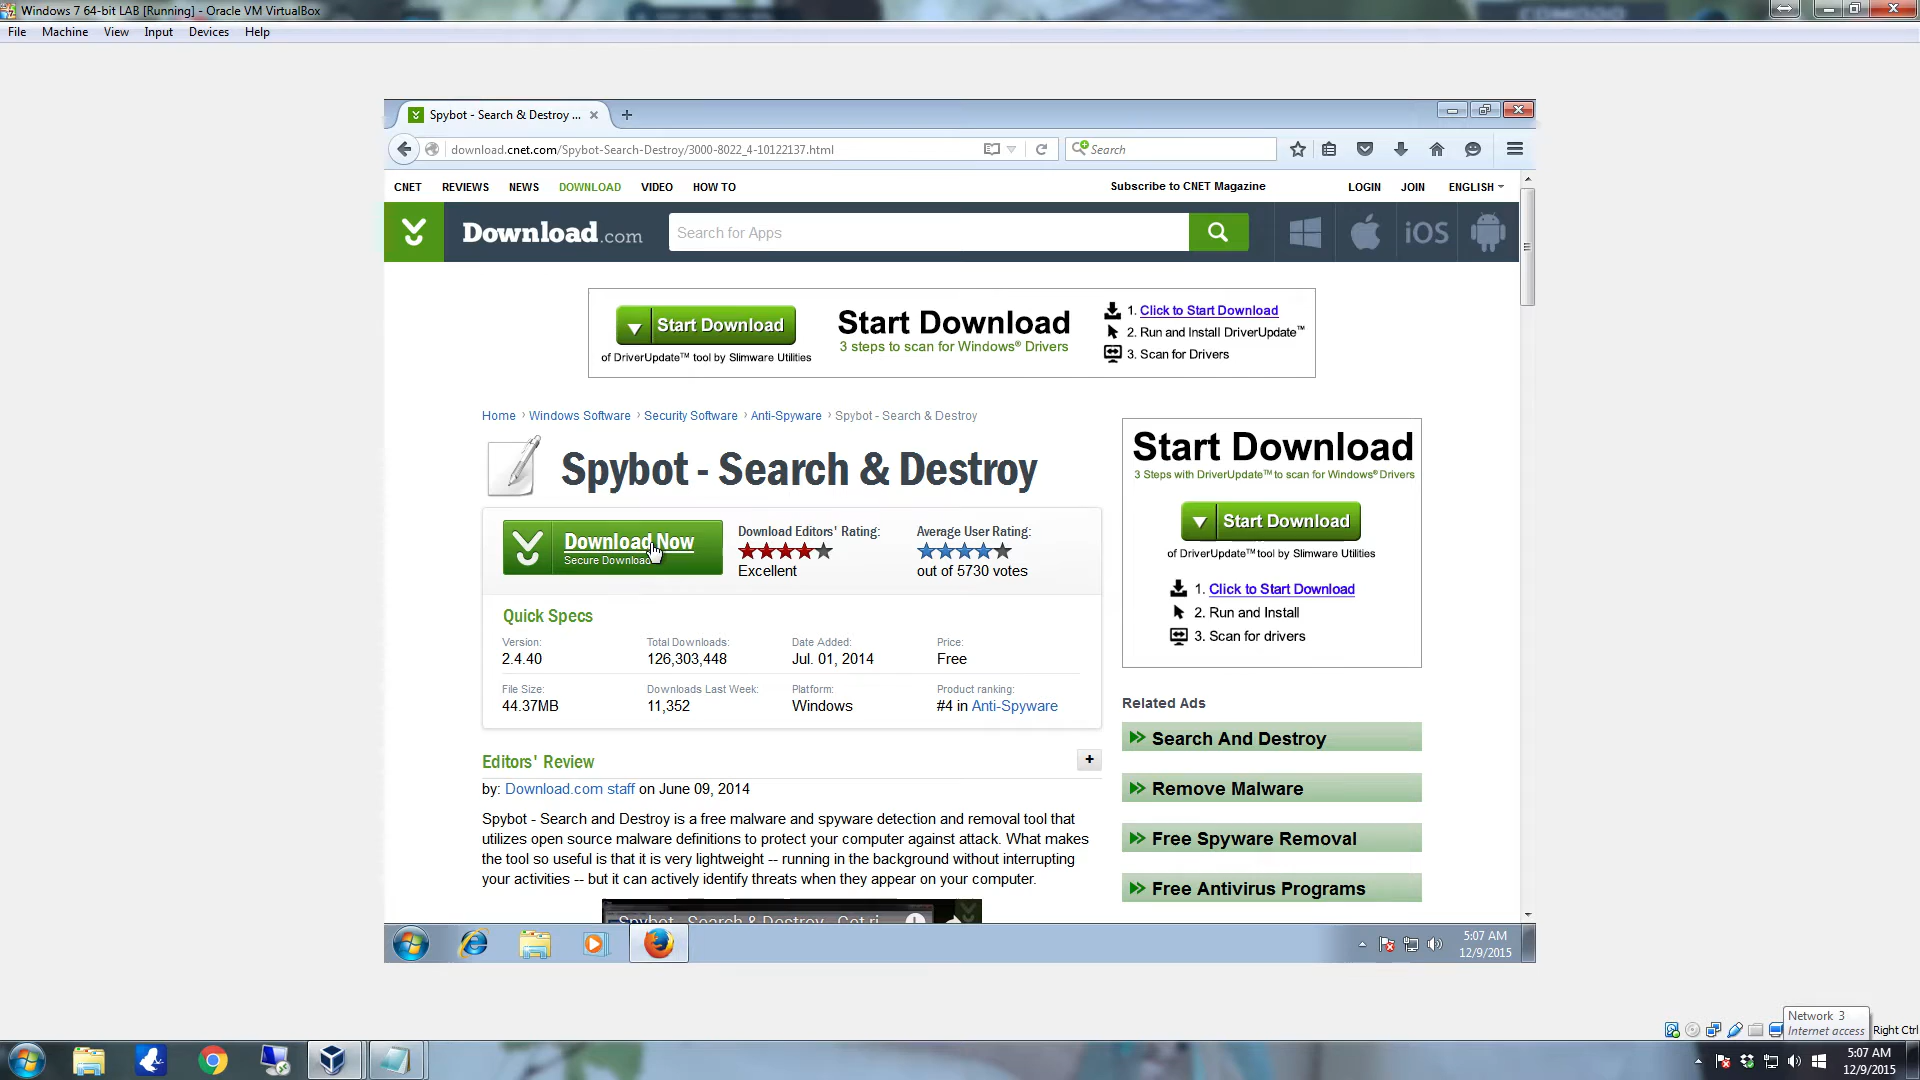 Windows 7 64-bit LAB [Running] - Oracle VM VirtualBox
File Machine View Input Devices Help
Spybot - Search & Destroy ...
download.cnet.com/Spybot-Search-Destroy/3000-8022_4-10122137.html
Search
CNET REVIEWS NEWS DOWNLOAD VIDEO HOW TO
Subscribe to CNET Magazine
LOGIN JOIN ENGLISH
Download.com
Search for Apps
iOS
Start Download
of DriverUpdate™ tool by Slimware Utilities
Start Download
3 steps to scan for Windows® Drivers
1. Click to Start Download
2. Run and Install DriverUpdate™
3. Scan for Drivers
Home › Windows Software › Security Software › Anti-Spyware › Spybot - Search & Destroy
Spybot - Search & Destroy
Download Now
Secure Download
Download Editors' Rating:
Excellent
Average User Rating:
out of 5730 votes
Quick Specs
Version: Total Downloads: Date Added: Price:
2.4.40 126,303,448 Jul. 01, 2014 Free
File Size: Downloads Last Week: Platform: Product ranking:
44.37MB 11,352 Windows #4 in Anti-Spyware
Editors' Review
+
by: Download.com staff on June 09, 2014
Spybot - Search and Destroy is a free malware and spyware detection and removal tool that
utilizes open source malware definitions to protect your computer against attack. What makes
the tool so useful is that it is very lightweight -- running in the background without interrupting
your activities -- but it can actively identify threats when they appear on your computer.
Spybot - Search & Destroy - Get ri
Start Download
3 Steps with DriverUpdate™ to scan for Windows® Drivers
Start Download
of DriverUpdate™ tool by Slimware Utilities
1. Click to Start Download
2. Run and Install
3. Scan for drivers
Related Ads
Search And Destroy
Remove Malware
Free Spyware Removal
Free Antivirus Programs
5:07 AM
12/9/2015
Network 3
Internet access
Right Ctrl
5:07 AM
12/9/2015